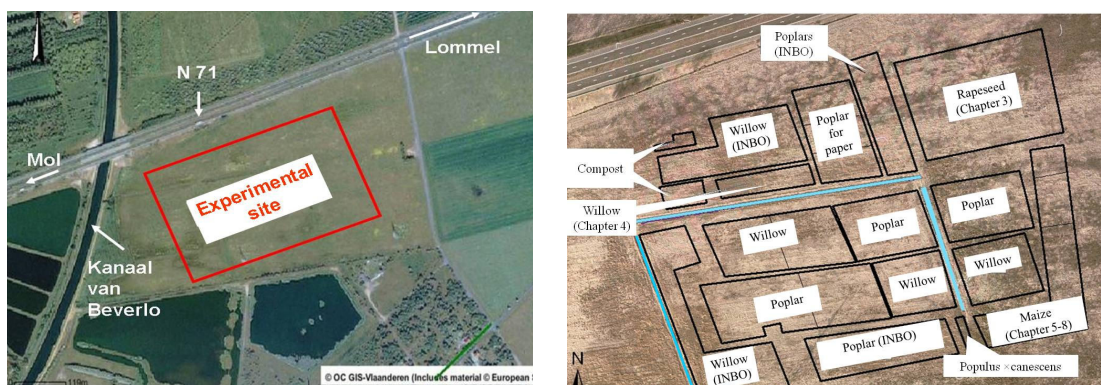 Lommel
N 71
Mol
Experimental
site
Kanaal
van
Beverlo
119m
© OC GIS-Vlaanderen (Includes material © European S
Poplars
(INBO)
Rapeseed
(Chapter 3)
Willow
(INBO)
Poplar
for
paper
Compost
Willow
(Chapter 4)
Willow
Poplar
Poplar
Willow
Willow
Poplar
Maize
(Chapter 5-8)
Poplar (INBO)
Willow
(INBO)
Populus ×canescens
N